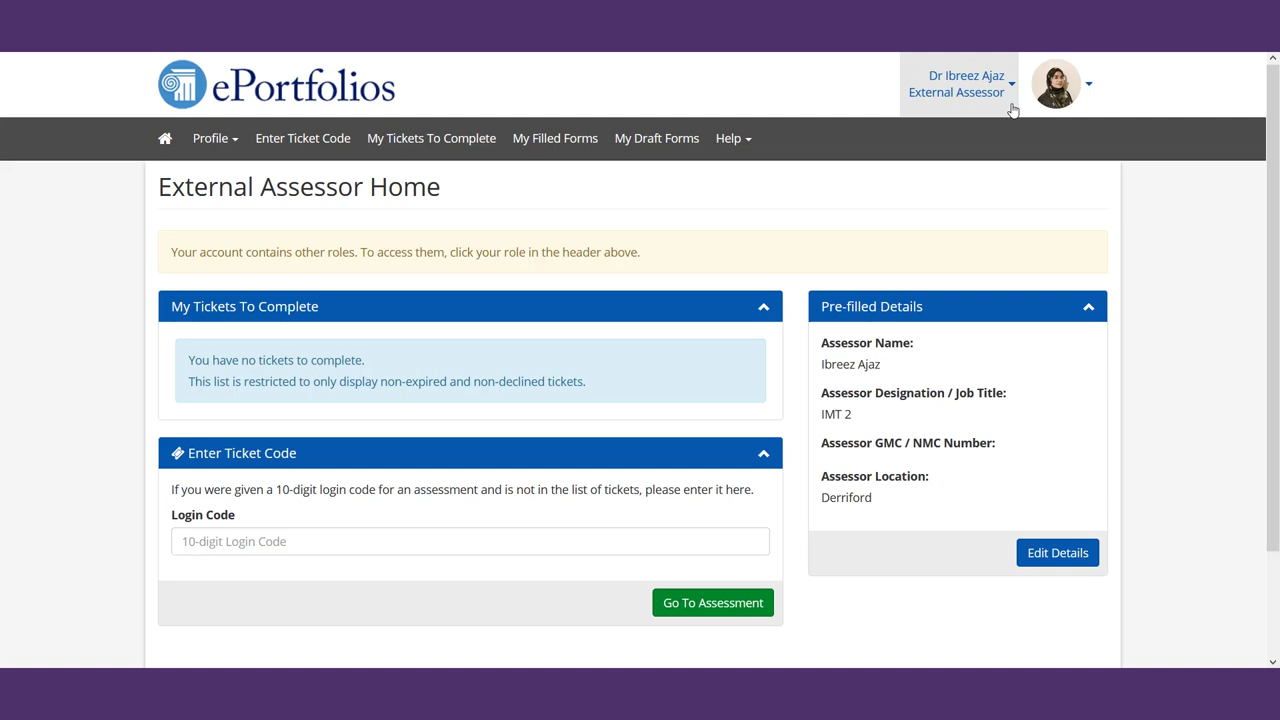 ePortfolios
Dr Ibreez Ajaz
External Assessor
Profile
Enter Ticket Code
My Tickets To Complete
My Filled Forms
My Draft Forms
Help
External Assessor Home
Your account contains other roles. To access them, click your role in the header above.
My Tickets To Complete
You have no tickets to complete.
This list is restricted to only display non-expired and non-declined tickets.
Enter Ticket Code
If you were given a 10-digit login code for an assessment and is not in the list of tickets, please enter it here.
Login Code
10-digit Login Code
Go To Assessment
Pre-filled Details
Assessor Name:
Ibreez Ajaz
Assessor Designation / Job Title:
IMT 2
Assessor GMC / NMC Number:
Assessor Location:
Derriford
Edit Details